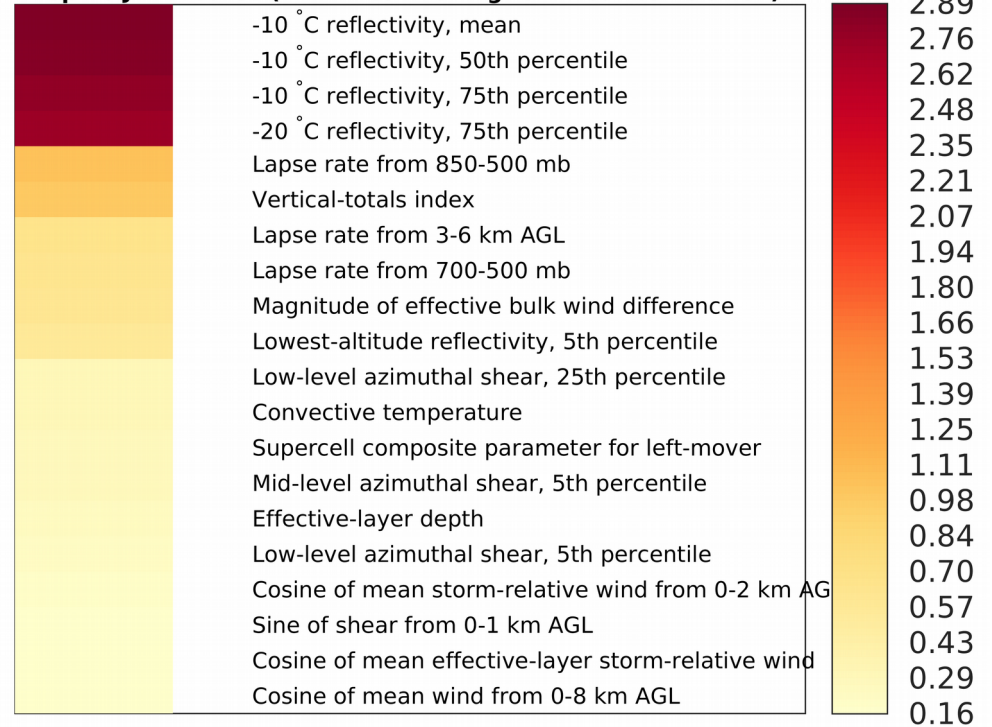 -10 °C reflectivity, mean
-10 °C reflectivity, 50th percentile
-10 °C reflectivity, 75th percentile
-20 °C reflectivity, 75th percentile
Lapse rate from 850-500 mb
Vertical-totals index
Lapse rate from 3-6 km AGL
Lapse rate from 700-500 mb
Magnitude of effective bulk wind difference
Lowest-altitude reflectivity, 5th percentile
Low-level azimuthal shear, 25th percentile
Convective temperature
Supercell composite parameter for left-mover
Mid-level azimuthal shear, 5th percentile
Effective-layer depth
Low-level azimuthal shear, 5th percentile
Cosine of mean storm-relative wind from 0-2 km AG
Sine of shear from 0-1 km AGL
Cosine of mean effective-layer storm-relative wind
Cosine of mean wind from 0-8 km AGL
2.89
2.76
2.62
2.48
2.35
2.21
2.07
1.94
1.80
1.66
1.53
1.39
1.25
1.11
0.98
0.84
0.70
0.57
0.43
0.29
0.16